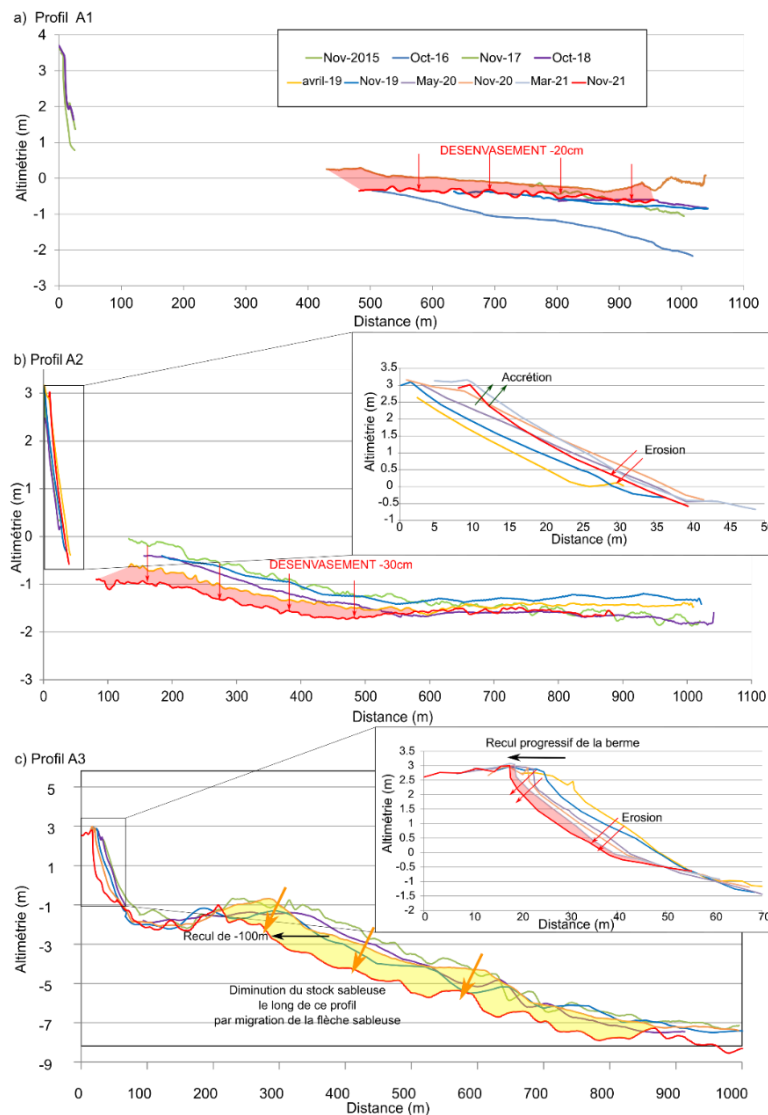 a) Profil A1
Nov-2015 Oct-16 Nov-17 Oct-18
avril-19 Nov-19 May-20 Nov-20 Mar-21 Nov-21
Altimétrie (m)
4
3
2
1
0
-1
-2
-3
DESENVASEMENT -20cm
0 100 200 300 400 500 600 700 800 900 1000 1100
Distance (m)
b) Profil A2
Altimétrie (m)
3
2
1
0
-1
-2
-3
DESENVASEMENT -30cm
0 100 200 300 400 500 600 700 800 900 1000 1100
Distance (m)
Altimétrie (m)
3.5
3
2.5
2
1.5
1
0.5
0
-0.5
-1
Accrétion
Erosion
0 5 10 15 20 25 30 35 40 45 50
Distance (m)
c) Profil A3
Altimétrie (m)
5
3
1
-1
-3
-5
-7
-9
Recul de -100m
Diminution du stock sableuse
le long de ce profil
par migration de la flèche sableuse
0 100 200 300 400 500 600 700 800 900 1000
Distance (m)
Recul progressif de la berme
Altimétrie (m)
3.5
3
2.5
2
1.5
1
0.5
0
-0.5
-1
-1.5
-2
Erosion
0 10 20 30 40 50 60 70
Distance (m)